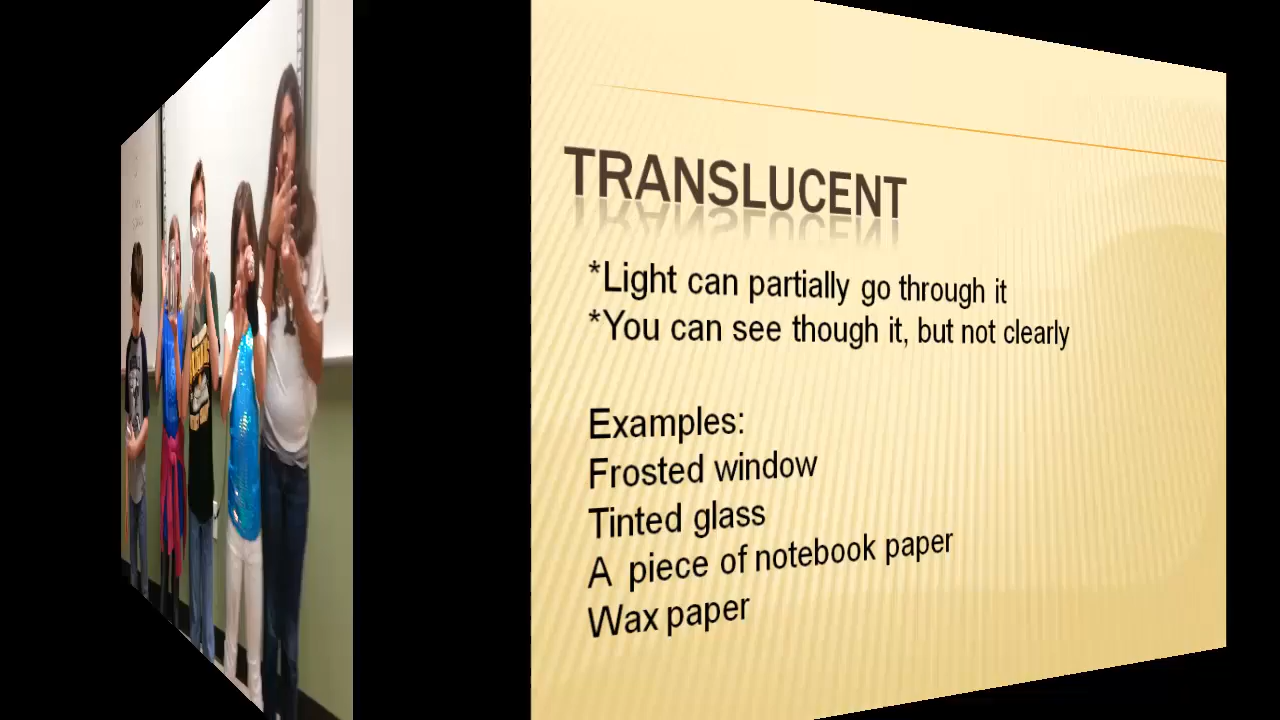 TRANSLUCENT
*Light can partially go through it
*You can see though it, but not clearly
Examples:
Frosted window
Tinted glass
A piece of notebook paper
Wax paper